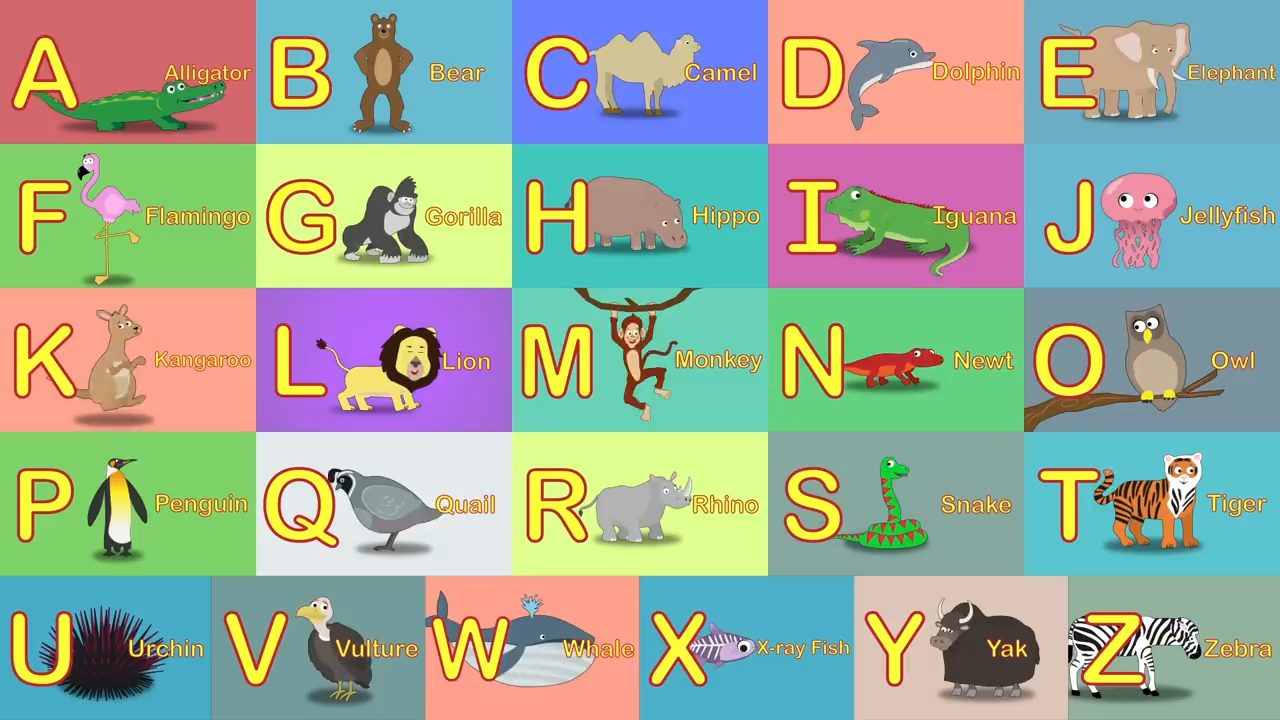 A Alligator
B Bear
C Camel
D Dolphin
E Elephant
F Flamingo
G Gorilla
H Hippo
I Iguana
J Jellyfish
K Kangaroo
L Lion
M Monkey
N Newt
O Owl
P Penguin
Q Quail
R Rhino
S Snake
T Tiger
U Urchin
V Vulture
W Whale
X X-ray Fish
Y Yak
Z Zebra